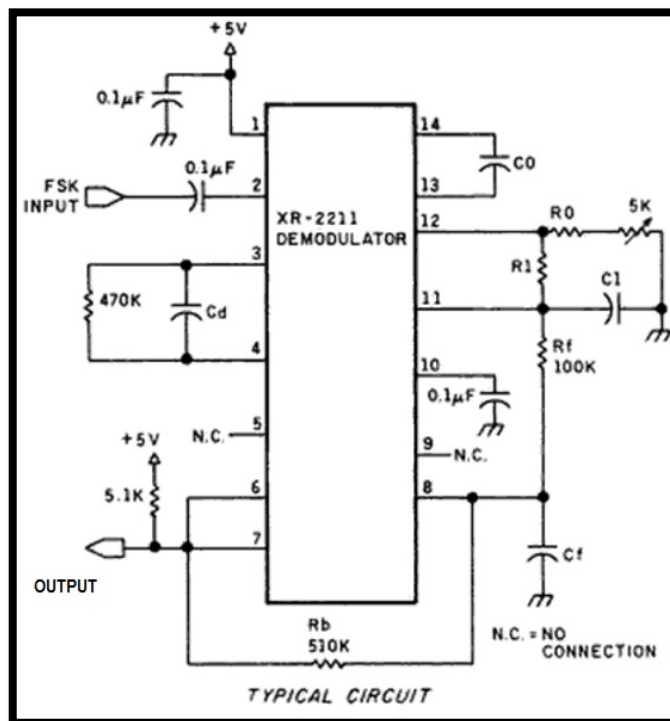 +5V
0.1µF
1
14
C0
0.1µF
FSK
INPUT
2
13
XR-2211
DEMODULATOR
12
R0
5K
3
R1
470K
Cd
11
C1
4
Rf
100K
10
0.1µF
N.C.
5
9
N.C.
+5V
5.1K
6
8
7
Cf
OUTPUT
Rb
510K
N.C. = NO
CONNECTION
TYPICAL CIRCUIT